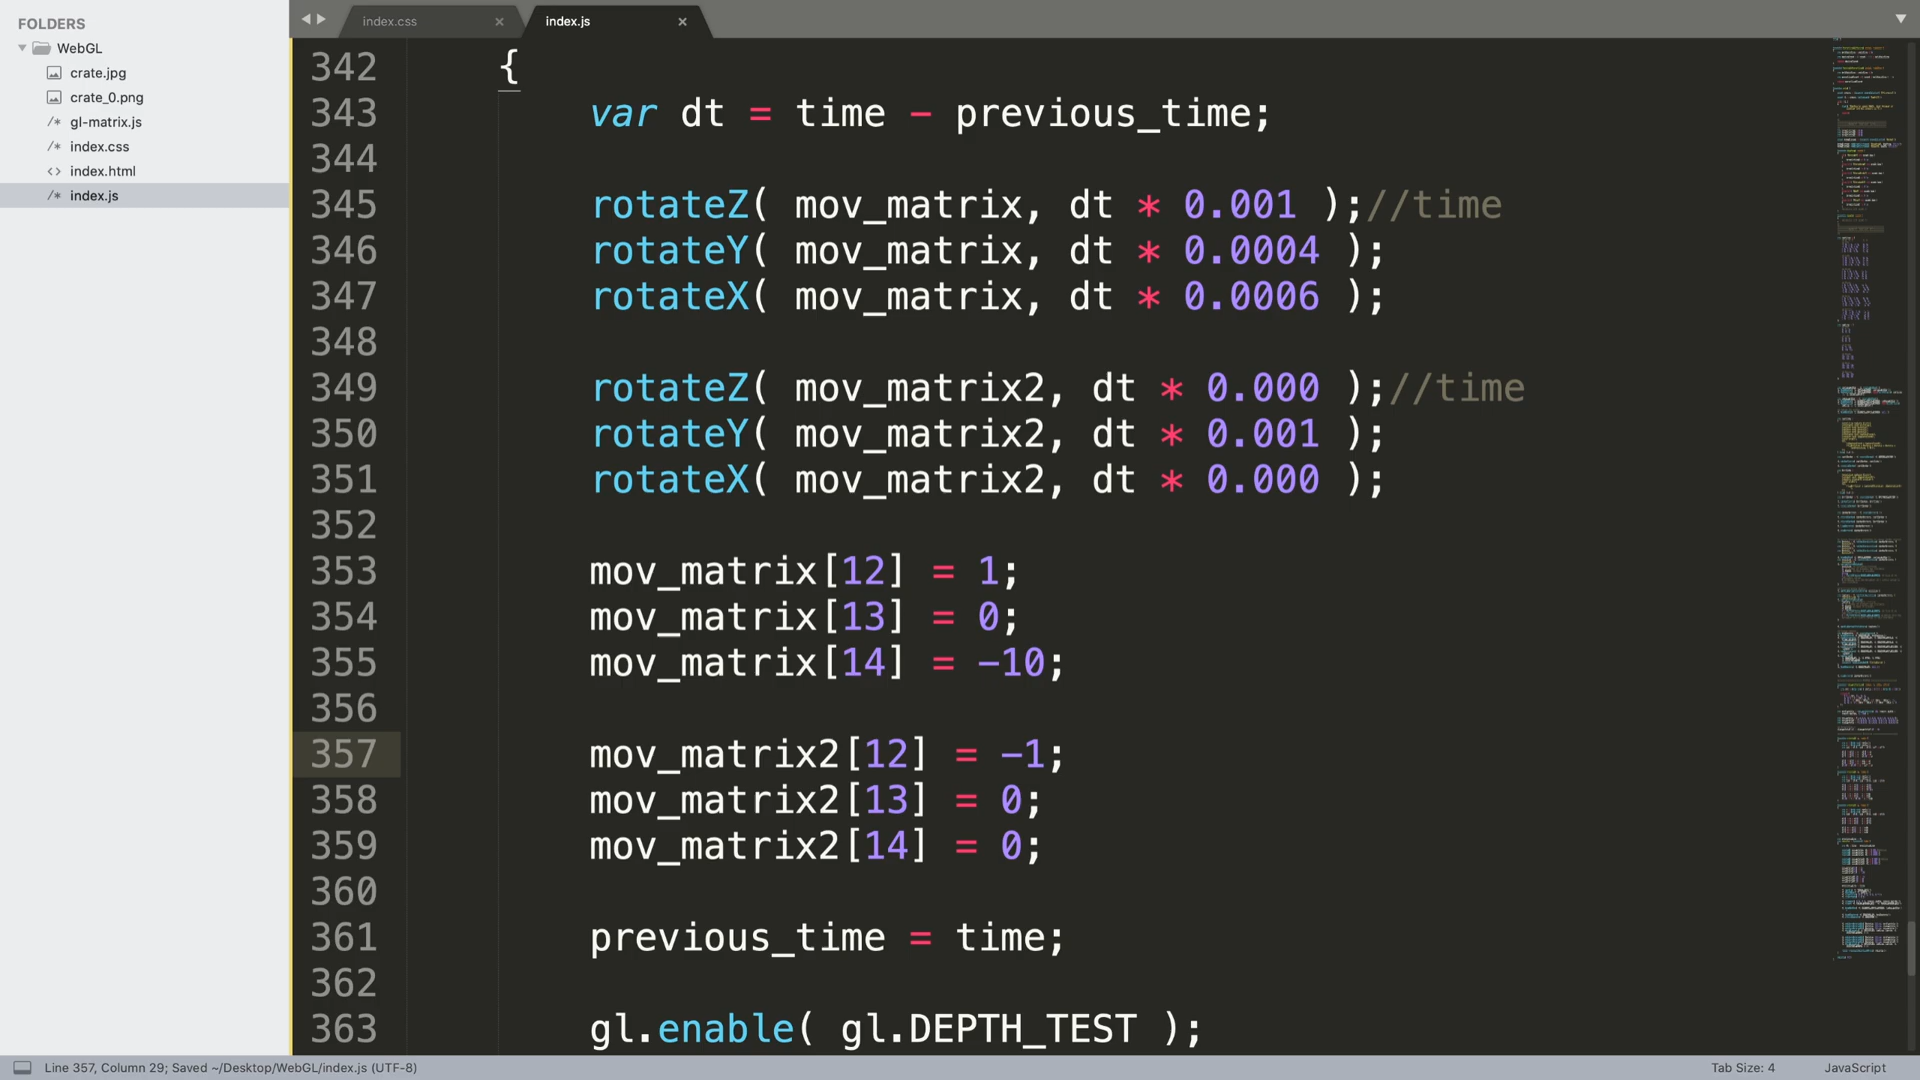 FOLDERS
WebGL
crate.jpg
crate_0.png
/* gl-matrix.js
/* index.css
<> index.html
/* index.js
index.css ×
index.js ×
342 {
343 var dt = time - previous_time;
344
345 rotateZ( mov_matrix, dt * 0.001 );//time
346 rotateY( mov_matrix, dt * 0.0004 );
347 rotateX( mov_matrix, dt * 0.0006 );
348
349 rotateZ( mov_matrix2, dt * 0.000 );//time
350 rotateY( mov_matrix2, dt * 0.001 );
351 rotateX( mov_matrix2, dt * 0.000 );
352
353 mov_matrix[12] = 1;
354 mov_matrix[13] = 0;
355 mov_matrix[14] = -10;
356
357 mov_matrix2[12] = -1;
358 mov_matrix2[13] = 0;
359 mov_matrix2[14] = 0;
360
361 previous_time = time;
362
363 gl.enable( gl.DEPTH_TEST );
Line 357, Column 29; Saved ~/Desktop/WebGL/index.js (UTF-8)
Tab Size: 4
JavaScript